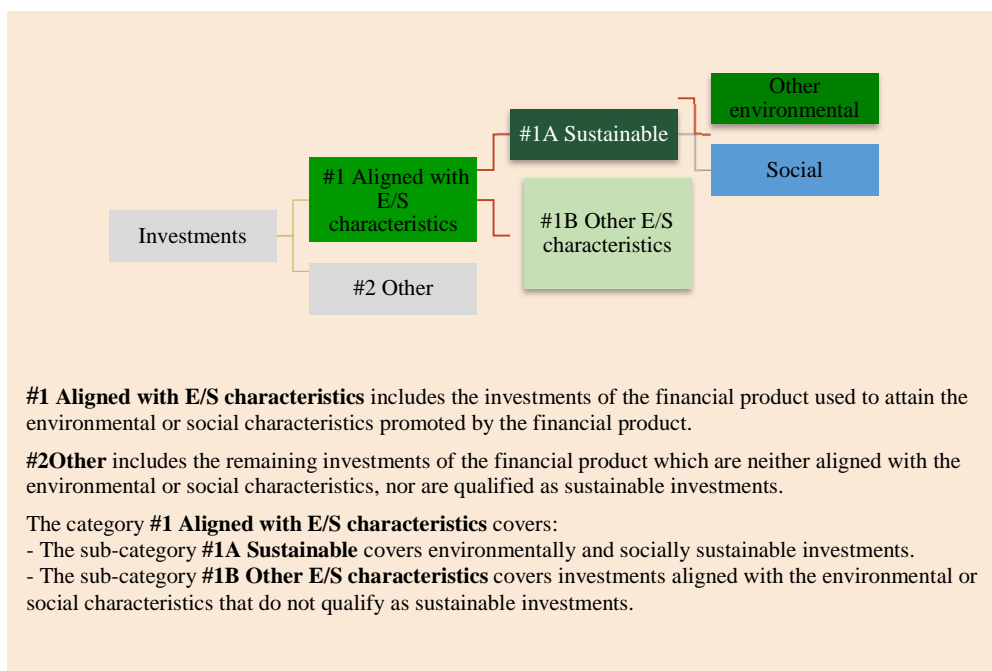 Other
environmental
#1A Sustainable
Social
#1 Aligned with
E/S
characteristics
#1B Other E/S
characteristics
Investments
#2 Other
#1 Aligned with E/S characteristics includes the investments of the financial product used to attain the
environmental or social characteristics promoted by the financial product.
#2Other includes the remaining investments of the financial product which are neither aligned with the
environmental or social characteristics, nor are qualified as sustainable investments.
The category #1 Aligned with E/S characteristics covers:
- The sub-category #1A Sustainable covers environmentally and socially sustainable investments.
- The sub-category #1B Other E/S characteristics covers investments aligned with the environmental or
social characteristics that do not qualify as sustainable investments.